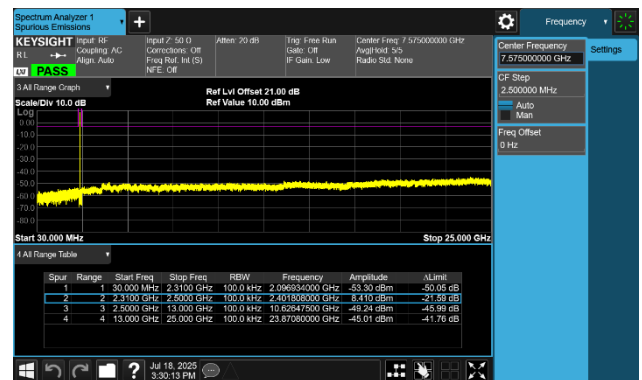 Spectrum Analyzer 1
Spurious Emissions
Frequency
KEYSIGHT
RL
Input: RF
Coupling: AC
Align: Auto
Input Z: 50 Ω
Corrections: Off
Freq Ref: Int (S)
NFE: Off
Atten: 20 dB
Trig: Free Run
Gate: Off
IF Gain: Low
Center Freq: 7.575000000 GHz
Avg|Hold: 5/5
Radio Std: None
LXI PASS
Center Frequency
7.575000000 GHz
Settings
CF Step
2.500000 MHz
Auto
Man
Freq Offset
0 Hz
3 All Range Graph
Scale/Div 10.0 dB
Ref Lvl Offset 21.00 dB
Ref Value 10.00 dBm
Log
0.00
-10.0
-20.0
-30.0
-40.0
-50.0
-60.0
-70.0
-80.0
Start 30.000 MHz
Stop 25.000 GHz
4 All Range Table
Spur Range Start Freq Stop Freq RBW Frequency Amplitude ΔLimit
1 1 30.000 MHz 2.3100 GHz 100.0 kHz 2.096934000 GHz -53.30 dBm -50.05 dB
2 2 2.3100 GHz 2.5000 GHz 100.0 kHz 2.401808000 GHz 8.410 dBm -21.59 dB
3 3 2.5000 GHz 13.000 GHz 100.0 kHz 10.62647500 GHz -49.24 dBm -45.99 dB
4 4 13.000 GHz 25.000 GHz 100.0 kHz 23.87080000 GHz -45.01 dBm -41.76 dB
?
Jul 18, 2025
3:30:13 PM